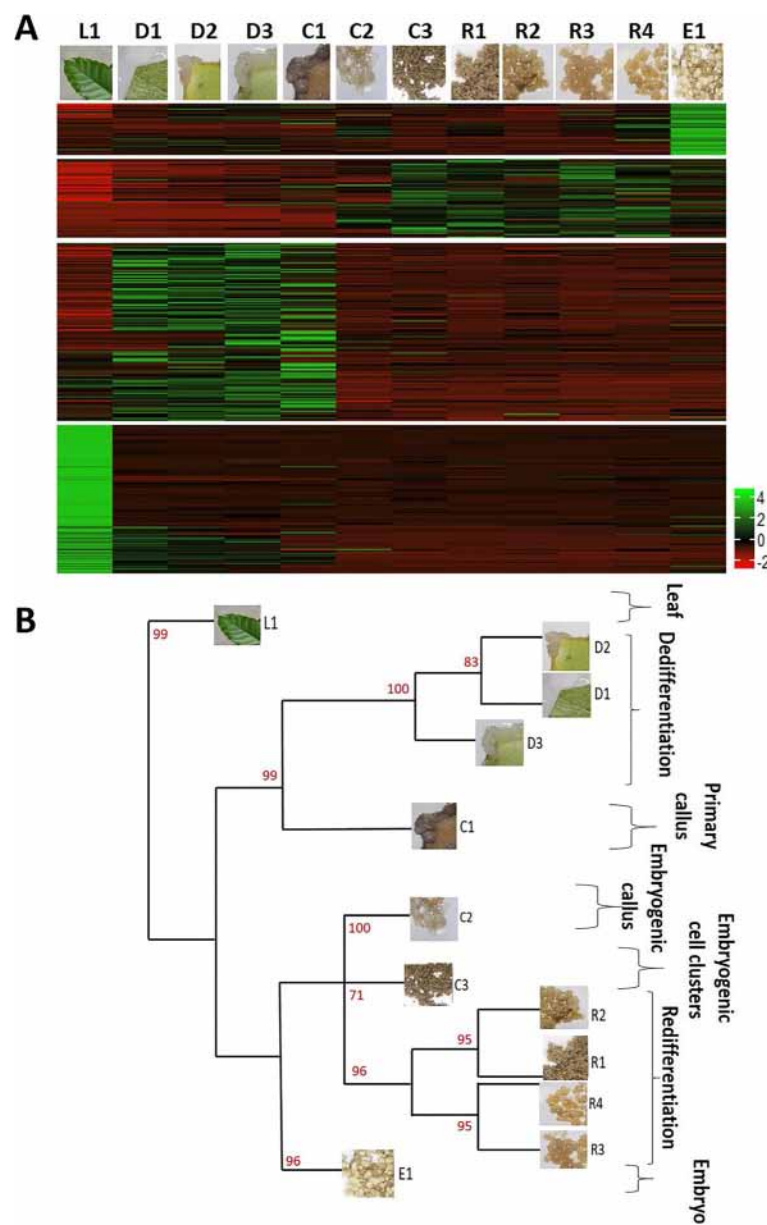 A
L1 D1 D2 D3 C1 C2 C3 R1 R2 R3 R4 E1
4
2
0
-2
B
99
L1
Leaf
83
D2
D1
100
D3
Dedifferentiation
99
C1
Primary
callus
100
C2
Embryogenic
callus
71
C3
Embryogenic
cell clusters
95
R2
R1
96
95
R4
R3
Redifferentiation
96
E1
Embryo